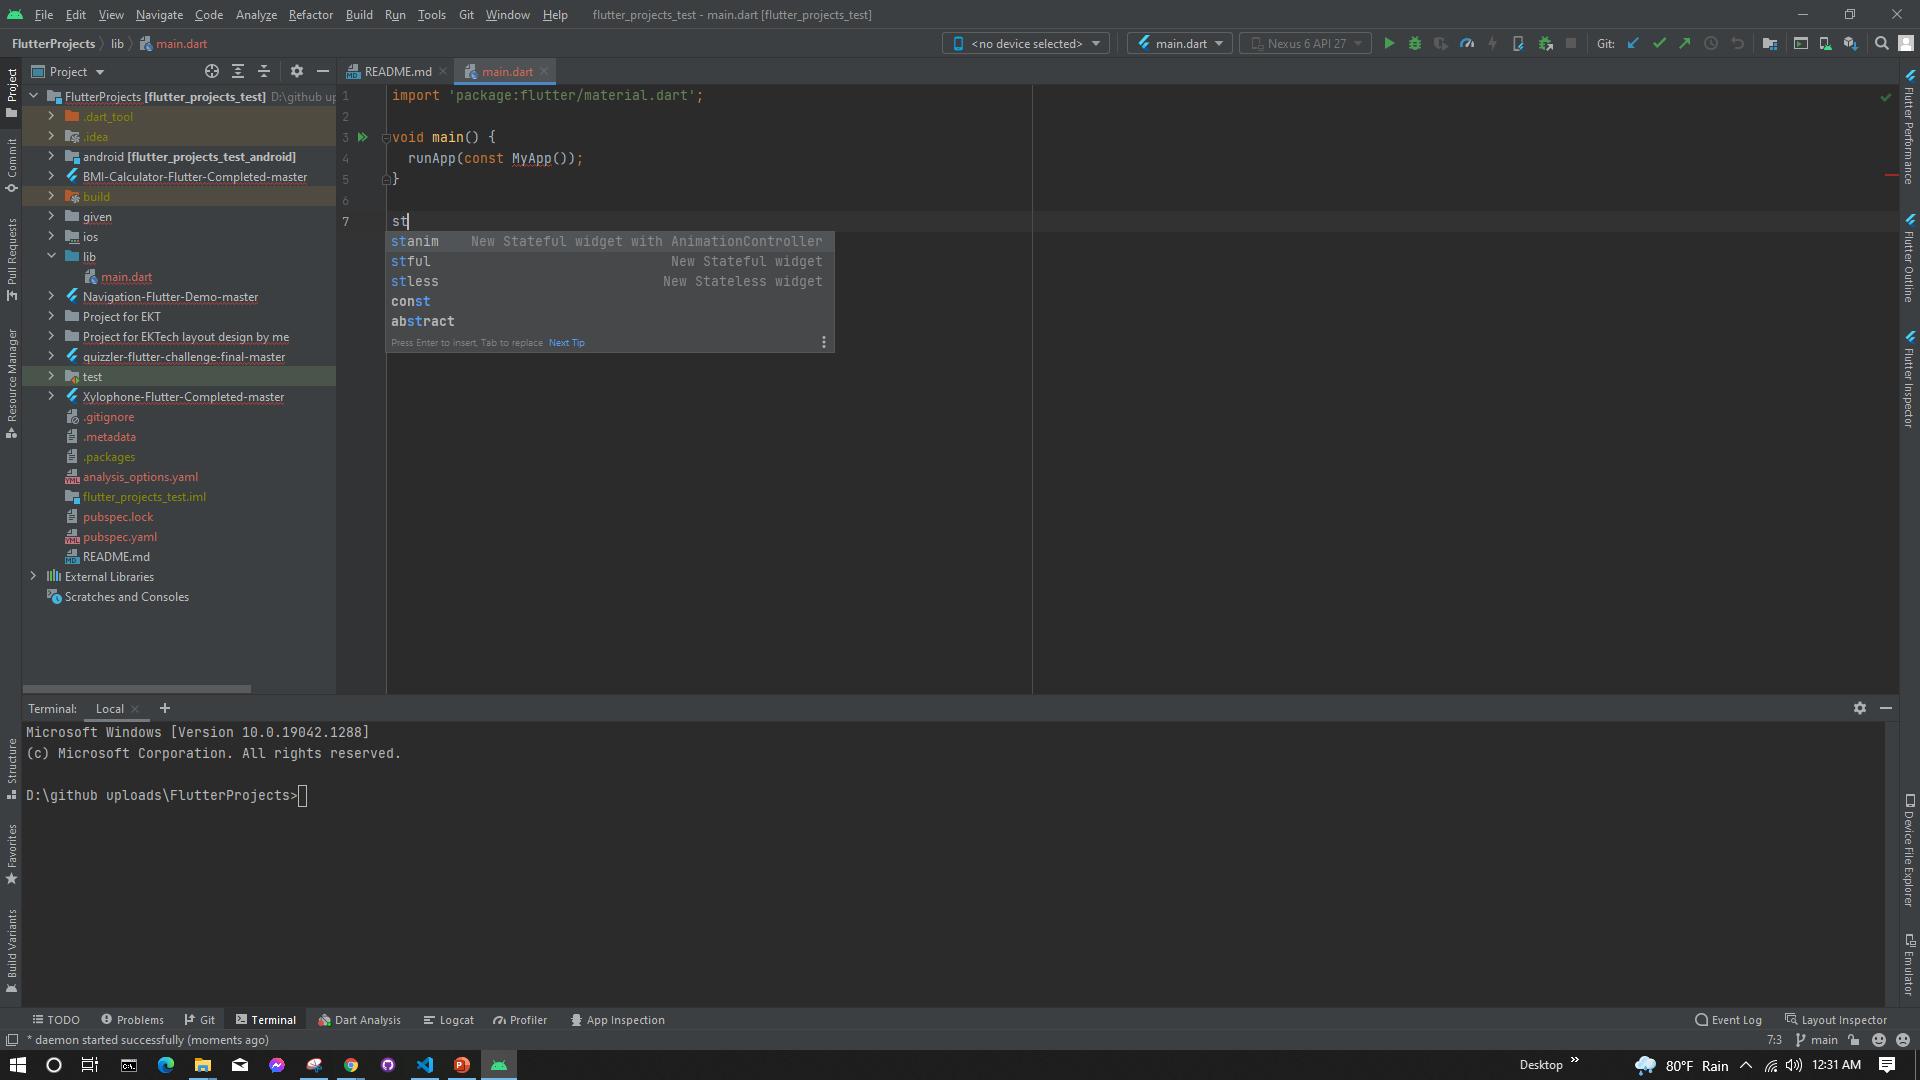 File Edit View Navigate Code Analyze Refactor Build Run Tools Git Window Help flutter_projects_test - main.dart [flutter_projects_test]
FlutterProjects lib main.dart
<no device selected> main.dart Nexus 6 API 27 Git:
Project
README.md main.dart
FlutterProjects [flutter_projects_test] D:\github up
.dart_tool
.idea
android [flutter_projects_test_android]
BMI-Calculator-Flutter-Completed-master
build
given
ios
lib
main.dart
Navigation-Flutter-Demo-master
Project for EKT
Project for EKTech layout design by me
quizzler-flutter-challenge-final-master
test
Xylophone-Flutter-Completed-master
.gitignore
.metadata
.packages
analysis_options.yaml
flutter_projects_test.iml
pubspec.lock
pubspec.yaml
README.md
External Libraries
Scratches and Consoles
1 import 'package:flutter/material.dart';
2
3 void main() {
4 runApp(const MyApp());
5 }
6
7 st
stanim New Stateful widget with AnimationController
stful New Stateful widget
stless New Stateless widget
const
abstract
Press Enter to insert, Tab to replace Next Tip
Project
Commit
Pull Requests
Resource Manager
Structure
Favorites
Build Variants
Flutter Performance
Flutter Outline
Flutter Inspector
Device File Explorer
Emulator
Terminal: Local
Microsoft Windows [Version 10.0.19042.1288]
(c) Microsoft Corporation. All rights reserved.
D:\github uploads\FlutterProjects>
TODO Problems Git Terminal Dart Analysis Logcat Profiler App Inspection Event Log Layout Inspector
* daemon started successfully (moments ago) 7:3 main
Desktop 80°F Rain 12:31 AM